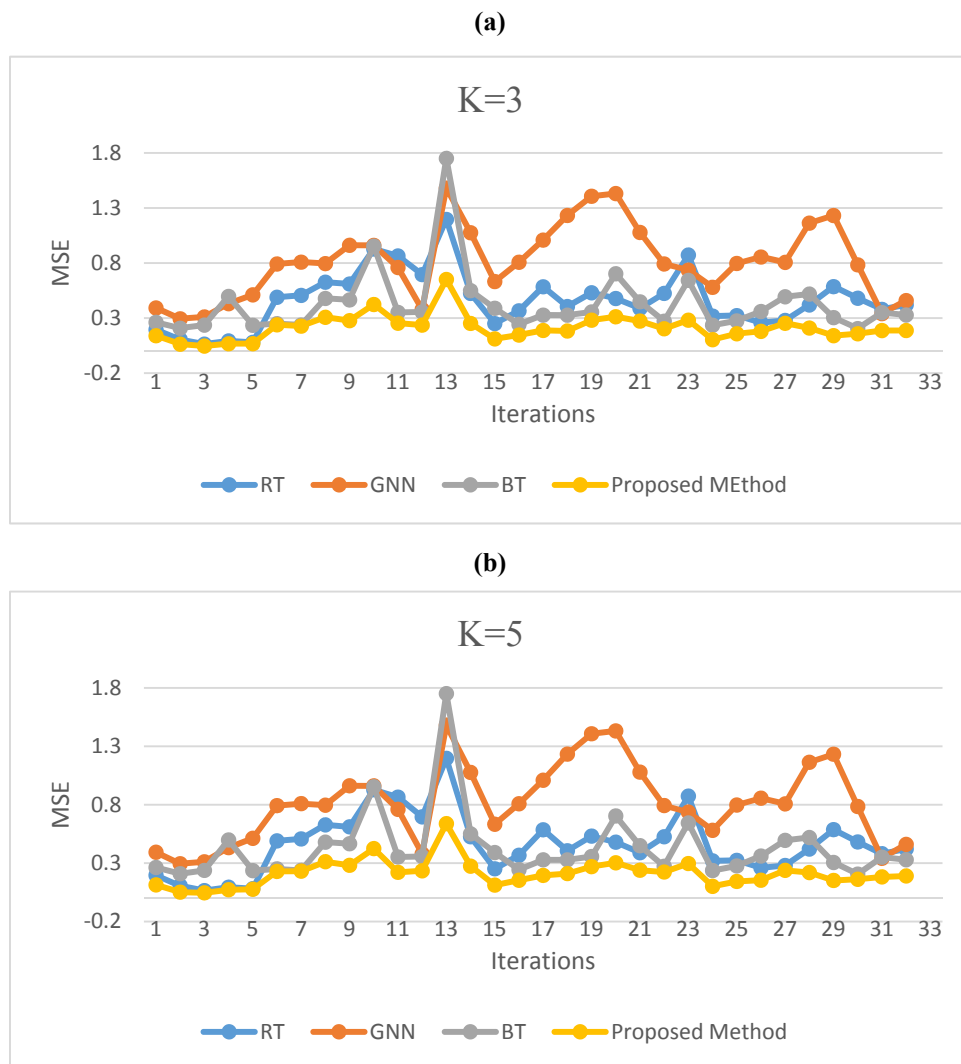 (a)
K=3
1.8
1.3
0.8
0.3
-0.2
MSE
1 3 5 7 9 11 13 15 17 19 21 23 25 27 29 31 33
Iterations
RT GNN BT Proposed MEthod
(b)
K=5
1.8
1.3
0.8
0.3
-0.2
MSE
1 3 5 7 9 11 13 15 17 19 21 23 25 27 29 31 33
Iterations
RT GNN BT Proposed Method